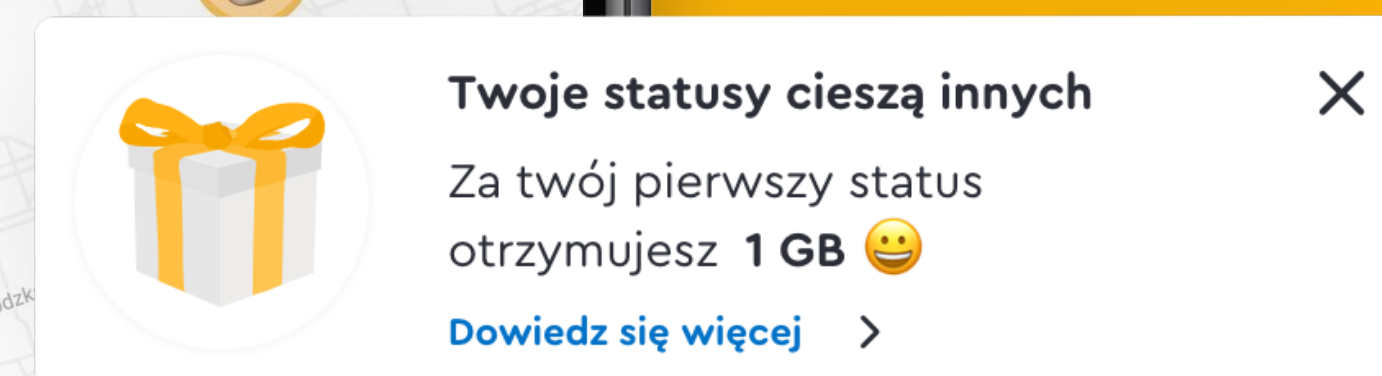 Twoje statusy cieszą innych
Za twój pierwszy status
otrzymujesz 1 GB 😀
Dowiedz się więcej